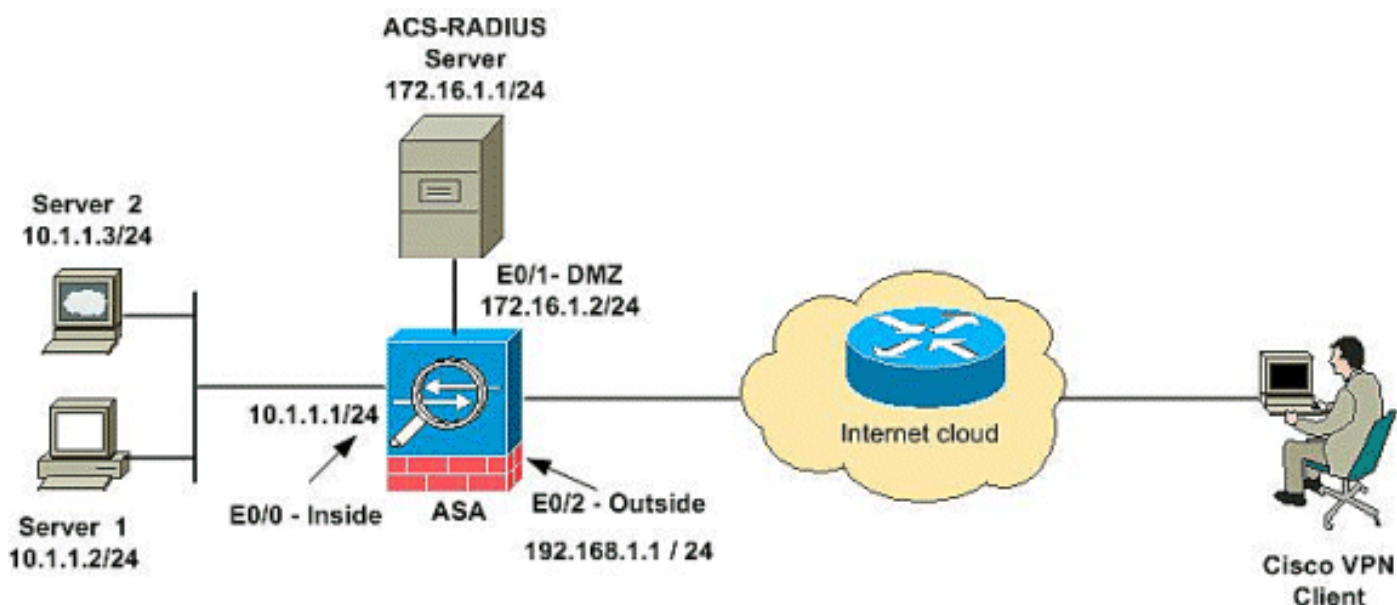 ACS-RADIUS
Server
172.16.1.1/24
Server 2
10.1.1.3/24
E0/1- DMZ
172.16.1.2/24
10.1.1.1/24
Internet cloud
E0/0 - Inside
ASA
E0/2 - Outside
192.168.1.1 / 24
Server 1
10.1.1.2/24
Cisco VPN
Client